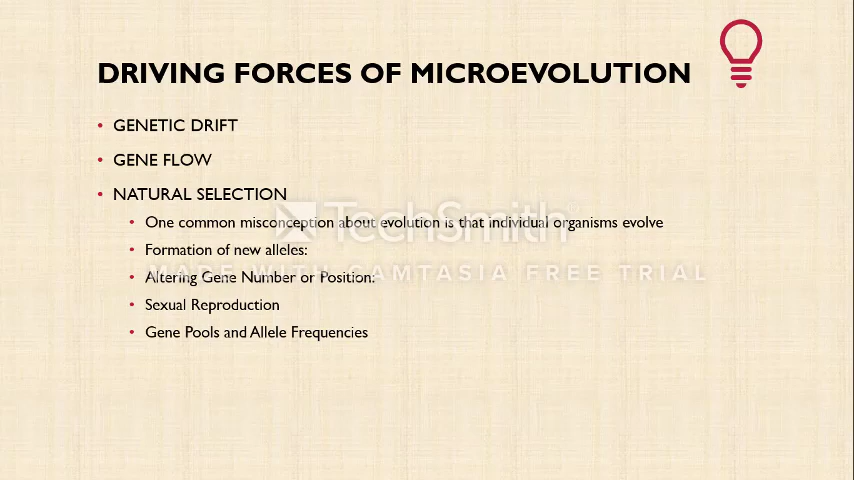 DRIVING FORCES OF MICROEVOLUTION
• GENETIC DRIFT
• GENE FLOW
• NATURAL SELECTION
• One common misconception about evolution is that individual organisms evolve
• Formation of new alleles:
• Altering Gene Number or Position:
• Sexual Reproduction
• Gene Pools and Allele Frequencies
TechSmith
MADE WITH CAMTASIA FREE TRIAL